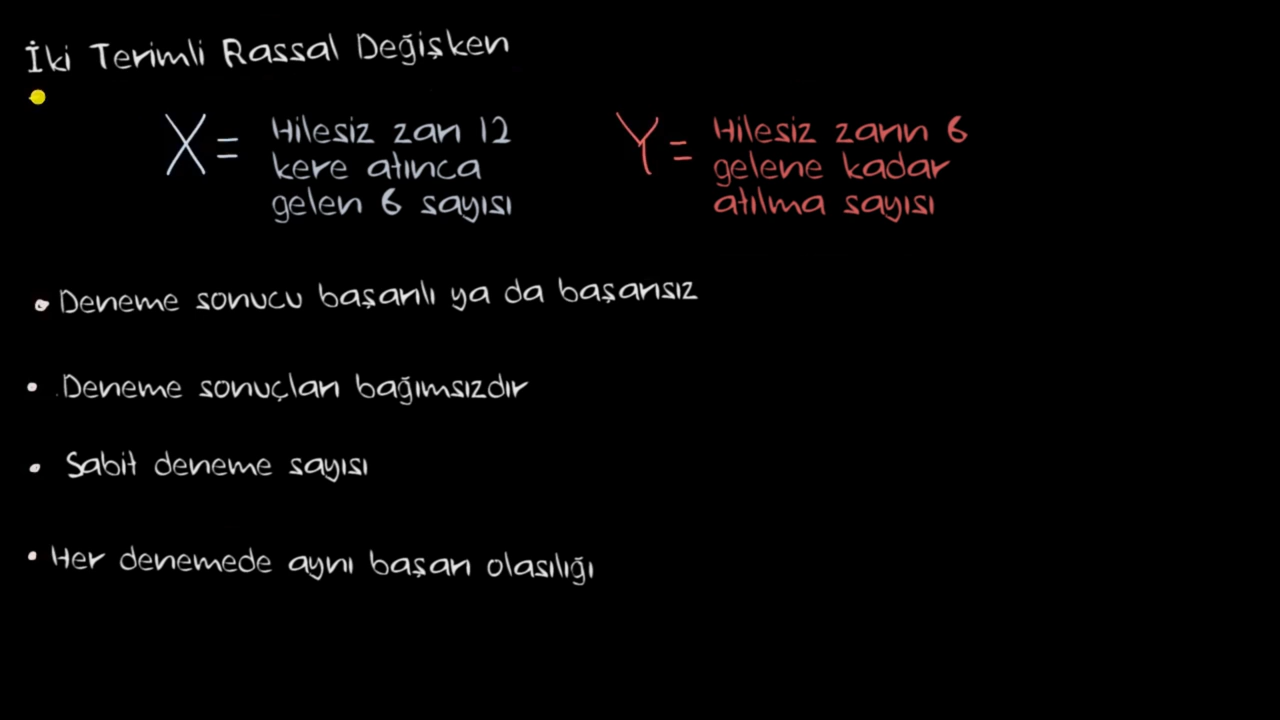 İki Terimli Rassal Değişken
X = Hilesiz zarı 12
kere atınca
gelen 6 sayısı
Y = Hilesiz zarın 6
gelene kadar
atılma sayısı
• Deneme sonucu başarılı ya da başarısız
• Deneme sonuçları bağımsızdır
• Sabit deneme sayısı
• Her denemede aynı başarı olasılığı